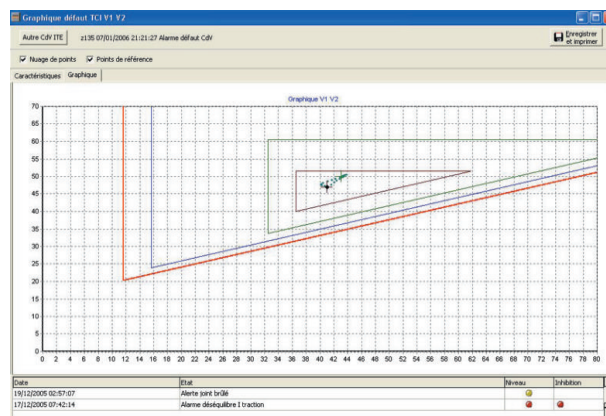 Graphique défaut TCI V1 V2
Autre CdV ITE
z135 07/01/2006 21:21:27 Alarme défaut CdV
Enregistrer
et imprimer
Nuage de points
Points de référence
Caractéristiques
Graphique
Graphique V1 V2
70
65
60
55
50
45
40
35
30
25
20
15
10
5
0
0 2 4 6 8 10 12 14 16 18 20 22 24 26 28 30 32 34 36 38 40 42 44 46 48 50 52 54 56 58 60 62 64 66 68 70 72 74 76 78 80
Date Etat Niveau Inhibition
19/12/2005 02:57:07 Alerte joint brûlé
17/12/2005 07:42:14 Alarme déséquilibre I traction